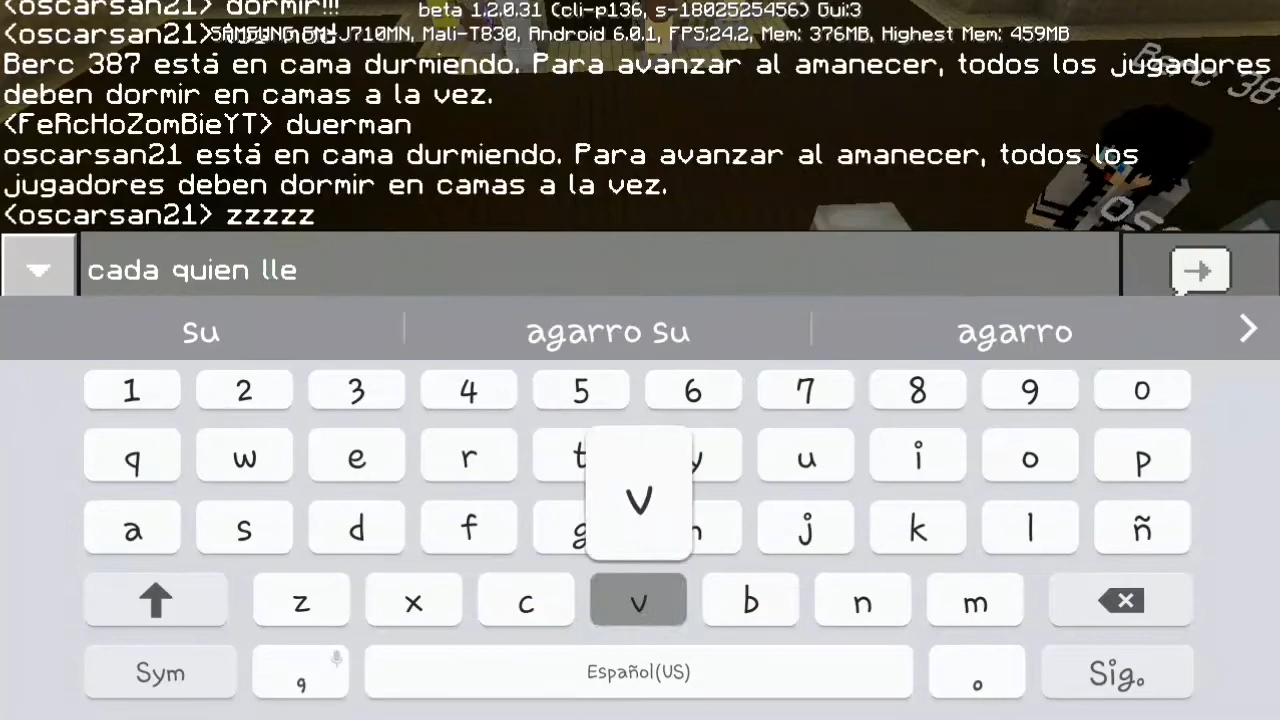 <oscarsan21> dormir!!!
beta 1.2.0.31 (cli-p136, s-1802525456) Gui:3
<oscarsan21>
SAMSUNG SM-J710MN, Mali-T830, Android 6.0.1, FPS:24.2, Mem: 376MB, Highest Mem: 459MB
Berc 387 está en cama durmiendo. Para avanzar al amanecer, todos los jugadores
deben dormir en camas a la vez.
<FeRcHoZomBieYT> duerman
oscarsan21 está en cama durmiendo. Para avanzar al amanecer, todos los
jugadores deben dormir en camas a la vez.
<oscarsan21> zzzzz
Berc 38
os
cada quien lle
su agarro su agarro
1 2 3 4 5 6 7 8 9 0
q w e r t y u i o p
v
a s d f g h j k l ñ
z x c v b n m
Sym , Español(US) . Sig.